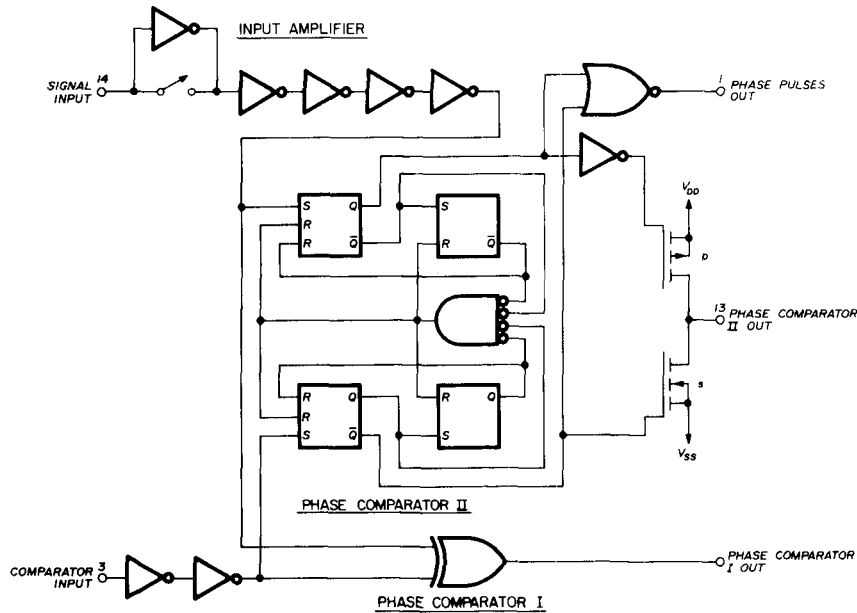 INPUT AMPLIFIER
SIGNAL 14
INPUT
1 PHASE PULSES
OUT
S Q
R
R Q̅
S
R Q̅
V_DD
p
13 PHASE COMPARATOR
II OUT
R Q
R
S Q̅
R Q
S
s
V_SS
PHASE COMPARATOR II
COMPARATOR 3
INPUT
PHASE COMPARATOR
I OUT
PHASE COMPARATOR I